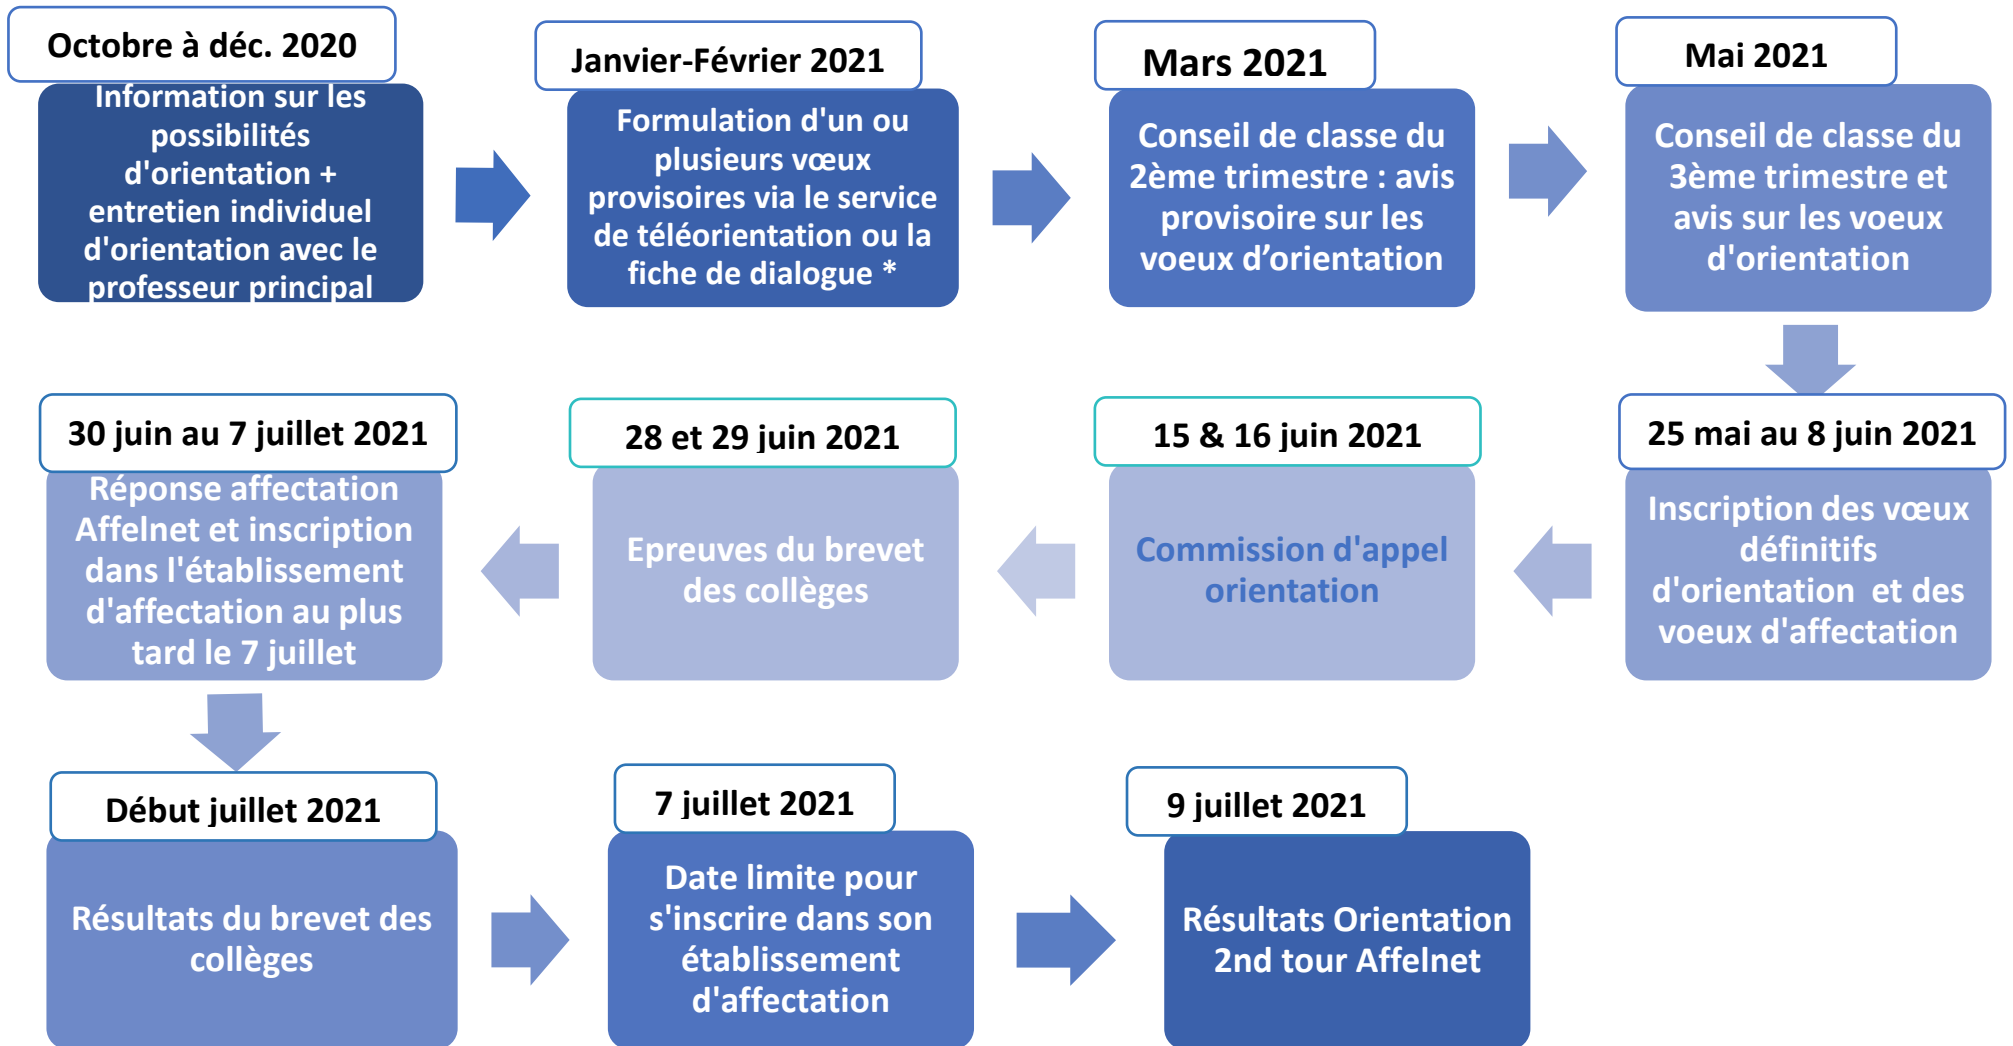 Octobre à déc. 2020
Information sur les
possibilités
d'orientation +
entretien individuel
d'orientation avec le
professeur principal
Janvier-Février 2021
Formulation d'un ou
plusieurs vœux
provisoires via le service
de téléorientation ou la
fiche de dialogue *
Mars 2021
Conseil de classe du
2ème trimestre : avis
provisoire sur les
voeux d’orientation
Mai 2021
Conseil de classe du
3ème trimestre et
avis sur les voeux
d'orientation
25 mai au 8 juin 2021
Inscription des vœux
définitifs
d'orientation et des
voeux d'affectation
15 & 16 juin 2021
Commission d'appel
orientation
28 et 29 juin 2021
Epreuves du brevet
des collèges
30 juin au 7 juillet 2021
Réponse affectation
Affelnet et inscription
dans l'établissement
d'affectation au plus
tard le 7 juillet
Début juillet 2021
Résultats du brevet des
collèges
7 juillet 2021
Date limite pour
s'inscrire dans son
établissement
d'affectation
9 juillet 2021
Résultats Orientation
2nd tour Affelnet